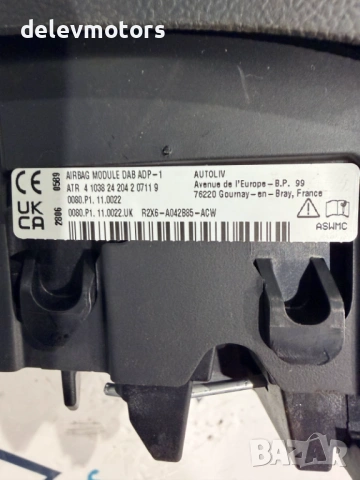 delevmotors
0589
AIRBAG MODULE DAB ADP-1
ATR 4 1038 24 204 2 0711 9
0080.P1. 11.0022
0080.P1. 11.0022.UK R2X6-A042B85-ACW
AUTOLIV
Avenue de l'Europe-B.P. 99
76220 Gournay-en-Bray, France
UK
CA
2806
ASWMC
BAZAR